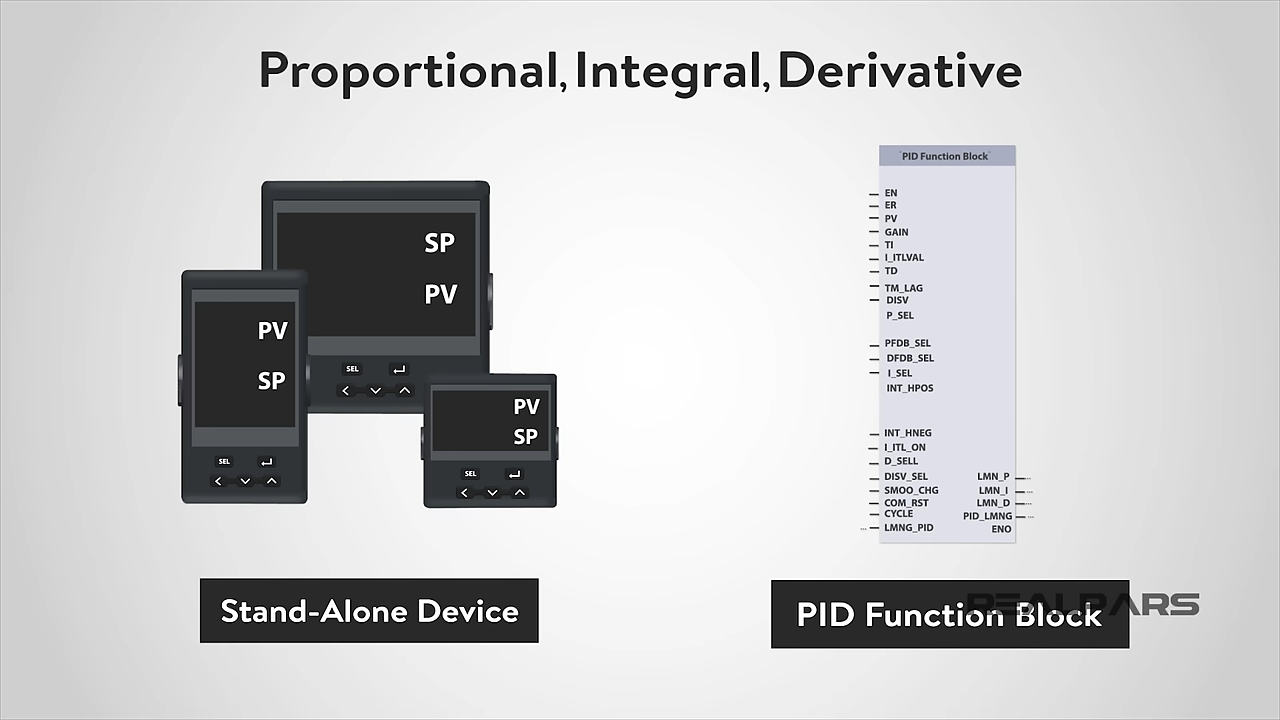 Proportional, Integral, Derivative
SP
PV
SEL
PV
SP
SEL
PV
SP
SEL
Stand-Alone Device
"PID Function Block"
EN
ER
PV
GAIN
TI
I_ITLVAL
TD
TM_LAG
DISV
P_SEL
PFDB_SEL
DFDB_SEL
I_SEL
INT_HPOS
INT_HNEG
I_ITL_ON
D_SELL
DISV_SEL LMN_P
SMOO_CHG LMN_I
COM_RST LMN_D
CYCLE PID_LMNG
... LMNG_PID ENO
PID Function Block
REALPARS